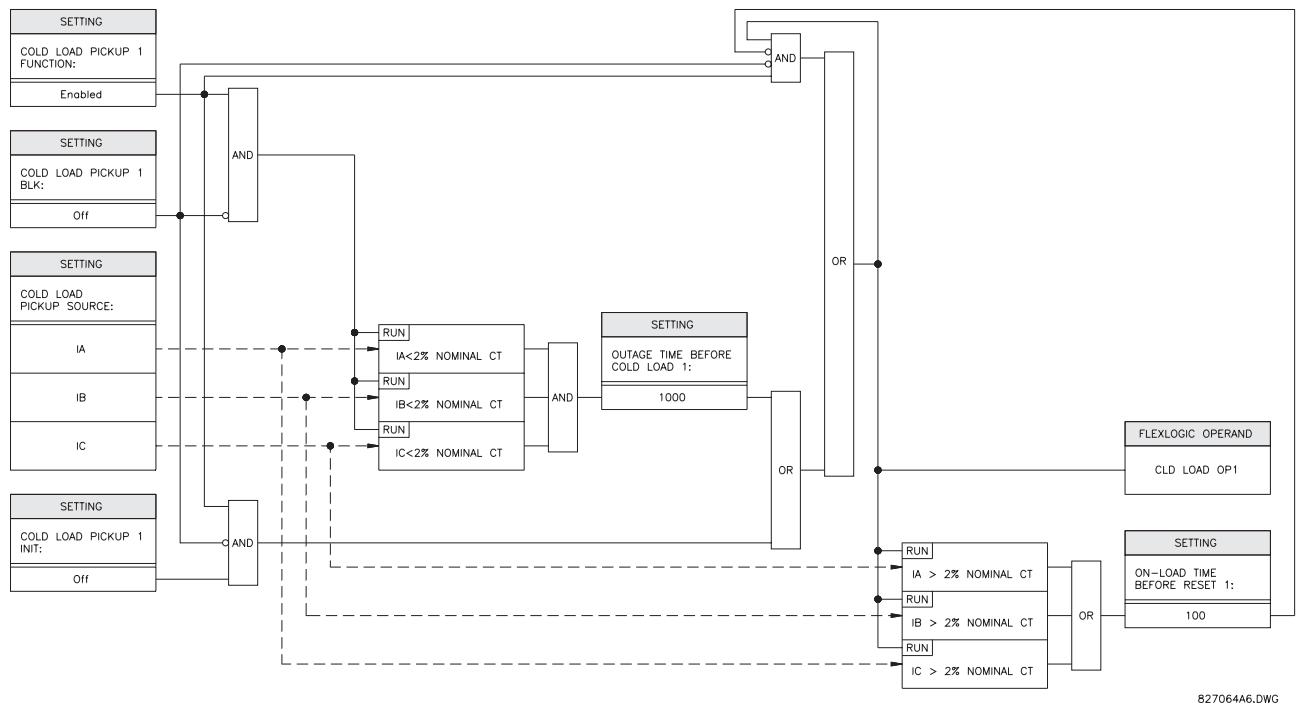 SETTING
COLD LOAD PICKUP 1
FUNCTION:
Enabled
SETTING
COLD LOAD PICKUP 1
BLK:
Off
SETTING
COLD LOAD
PICKUP SOURCE:
IA
IB
IC
SETTING
COLD LOAD PICKUP 1
INIT:
Off
AND
AND
RUN
IA<2% NOMINAL CT
RUN
IB<2% NOMINAL CT
RUN
IC<2% NOMINAL CT
AND
SETTING
OUTAGE TIME BEFORE
COLD LOAD 1:
1000
AND
OR
OR
FLEXLOGIC OPERAND
CLD LOAD OP1
RUN
IA > 2% NOMINAL CT
RUN
IB > 2% NOMINAL CT
RUN
IC > 2% NOMINAL CT
OR
SETTING
ON-LOAD TIME
BEFORE RESET 1:
100
827064A6.DWG